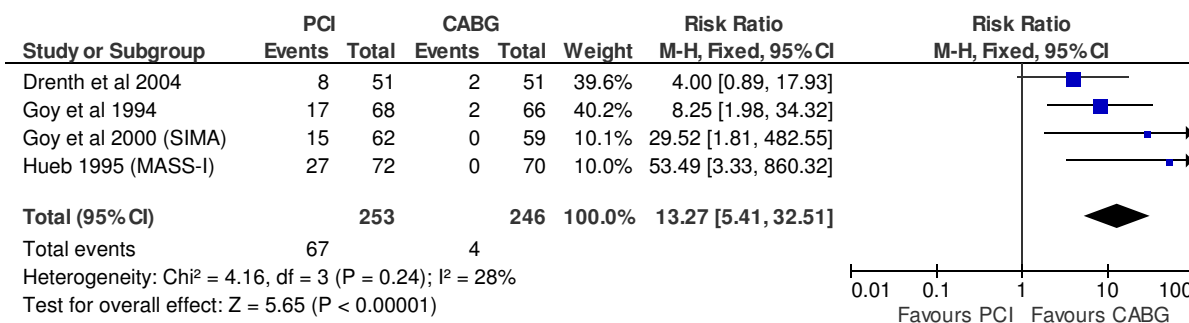 PCI CABG Risk Ratio Risk Ratio
Study or Subgroup Events Total Events Total Weight M-H, Fixed, 95% CI M-H, Fixed, 95% CI
Drenth et al 2004 8 51 2 51 39.6% 4.00 [0.89, 17.93]
Goy et al 1994 17 68 2 66 40.2% 8.25 [1.98, 34.32]
Goy et al 2000 (SIMA) 15 62 0 59 10.1% 29.52 [1.81, 482.55]
Hueb 1995 (MASS-I) 27 72 0 70 10.0% 53.49 [3.33, 860.32]
Total (95% CI) 253 246 100.0% 13.27 [5.41, 32.51]
Total events 67 4
Heterogeneity: Chi² = 4.16, df = 3 (P = 0.24); I² = 28%
Test for overall effect: Z = 5.65 (P < 0.00001)
0.01 0.1 1 10 100
Favours PCI Favours CABG